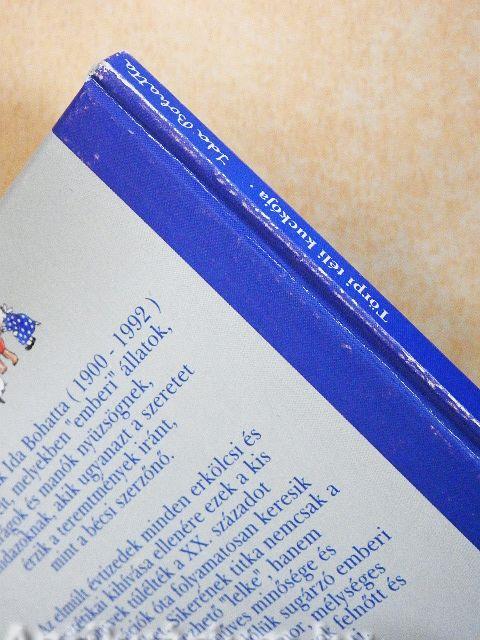 Ida Bohatta · Törpi téli kuckója
Ida Bohatta ( 1900 - 1992 )
melyekben "emberi" állatok,
és manók nyüzsögnek,
akik ugyanazt a szeretet
érzik a teremtmények iránt,
mint a bécsi szerzőnő.
Az elmúlt évtizedek minden erkölcsi és
kihívása ellenére ezek a kis
túlélték a XX. századot
óta folyamatosan keresik
sikerének titka nemcsak a
"lelke" hanem
minősége és
sugárzó emberi
mélységes
felnőtt és